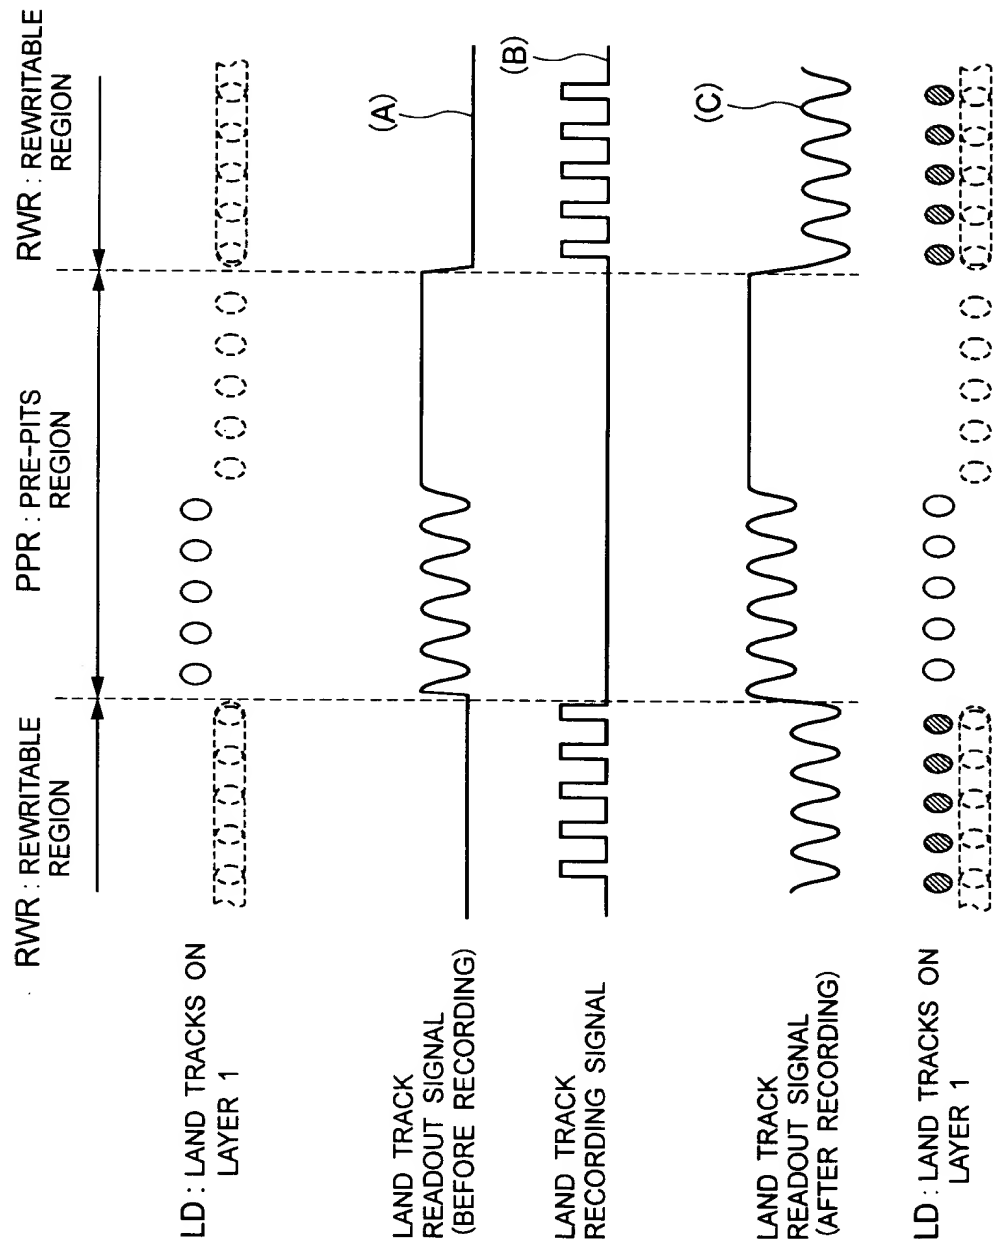 RWR : REWRITABLE
REGION
PPR : PRE-PITS
REGION
RWR : REWRITABLE
REGION
LD : LAND TRACKS ON
LAYER 1
LAND TRACK
READOUT SIGNAL
(BEFORE RECORDING)
(A)
LAND TRACK
RECORDING SIGNAL
(B)
LAND TRACK
READOUT SIGNAL
(AFTER RECORDING)
(C)
LD : LAND TRACKS ON
LAYER 1